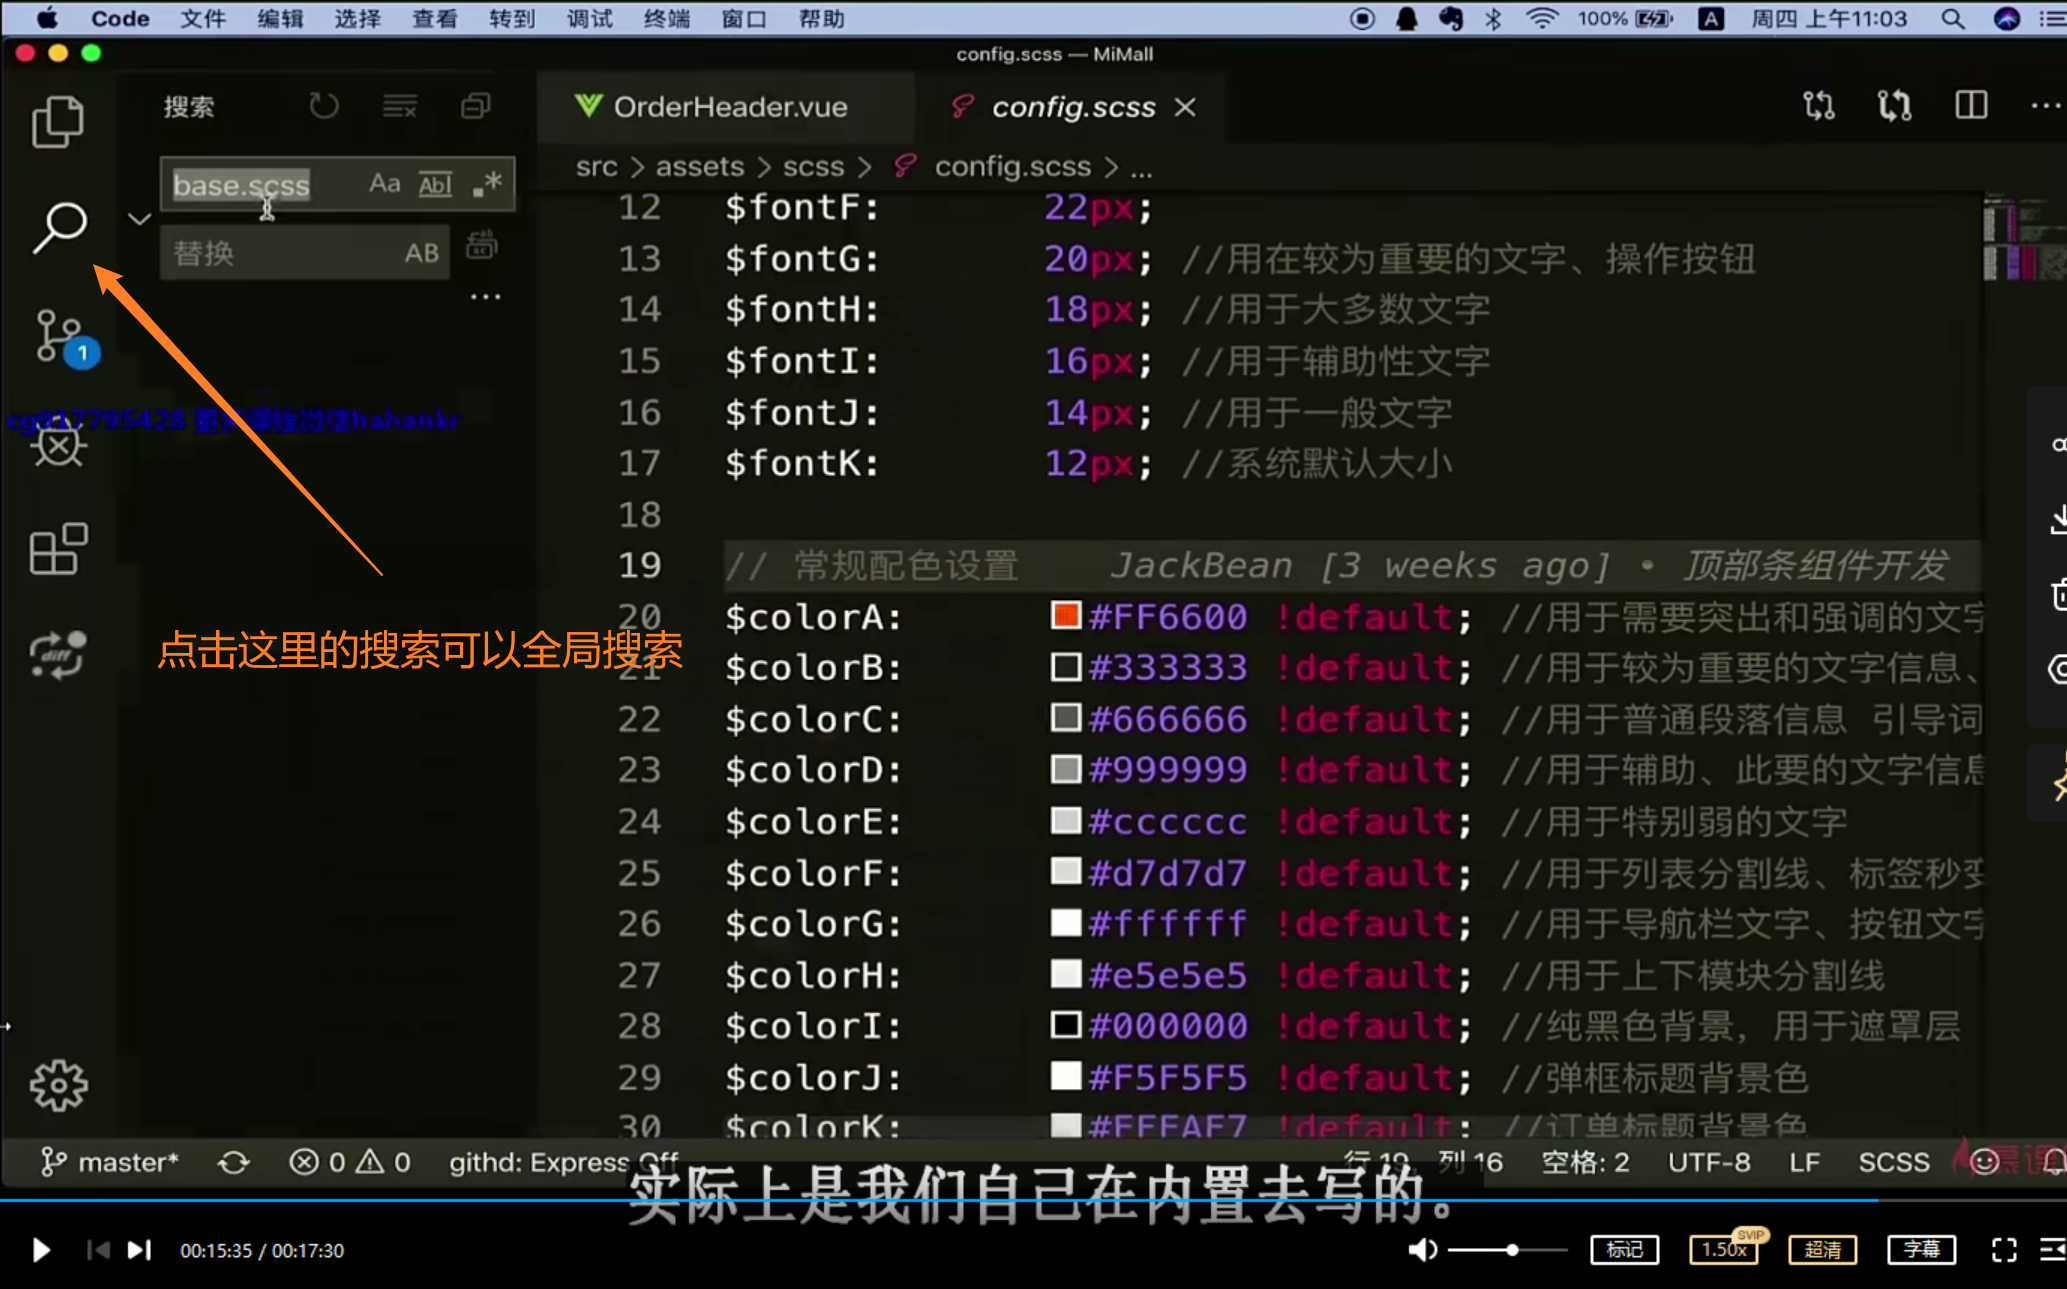 Code 文件 编辑 选择 查看 转到 调试 终端 窗口 帮助 100% A 周四 上午11:03
config.scss — MiMall
搜索
OrderHeader.vue config.scss
src > assets > scss > config.scss > ...
base.scss Aa Abl .*
替换 AB
...
1
cg917795428
点击这里的搜索可以全局搜索
diff
12 $fontF: 22px;
13 $fontG: 20px; //用在较为重要的文字、操作按钮
14 $fontH: 18px; //用于大多数文字
15 $fontI: 16px; //用于辅助性文字
16 $fontJ: 14px; //用于一般文字
17 $fontK: 12px; //系统默认大小
18
19 // 常规配色设置 JackBean [3 weeks ago] • 顶部条组件开发
20 $colorA: #FF6600 !default; //用于需要突出和强调的文字
21 $colorB: #333333 !default; //用于较为重要的文字信息、
22 $colorC: #666666 !default; //用于普通段落信息 引导词
23 $colorD: #999999 !default; //用于辅助、此要的文字信息
24 $colorE: #cccccc !default; //用于特别弱的文字
25 $colorF: #d7d7d7 !default; //用于列表分割线、标签秒变
26 $colorG: #ffffff !default; //用于导航栏文字、按钮文字
27 $colorH: #e5e5e5 !default; //用于上下模块分割线
28 $colorI: #000000 !default; //纯黑色背景，用于遮罩层
29 $colorJ: #F5F5F5 !default; //弹框标题背景色
30 $colorK: #FFFAF7 !default; //订单标题背景色
master* 0 0 githd: Express Off 行 19, 列 16 空格: 2 UTF-8 LF SCSS
实际上是我们自己在内置去写的。
00:15:35 / 00:17:30 标记 1.50x SVIP 超清 字幕